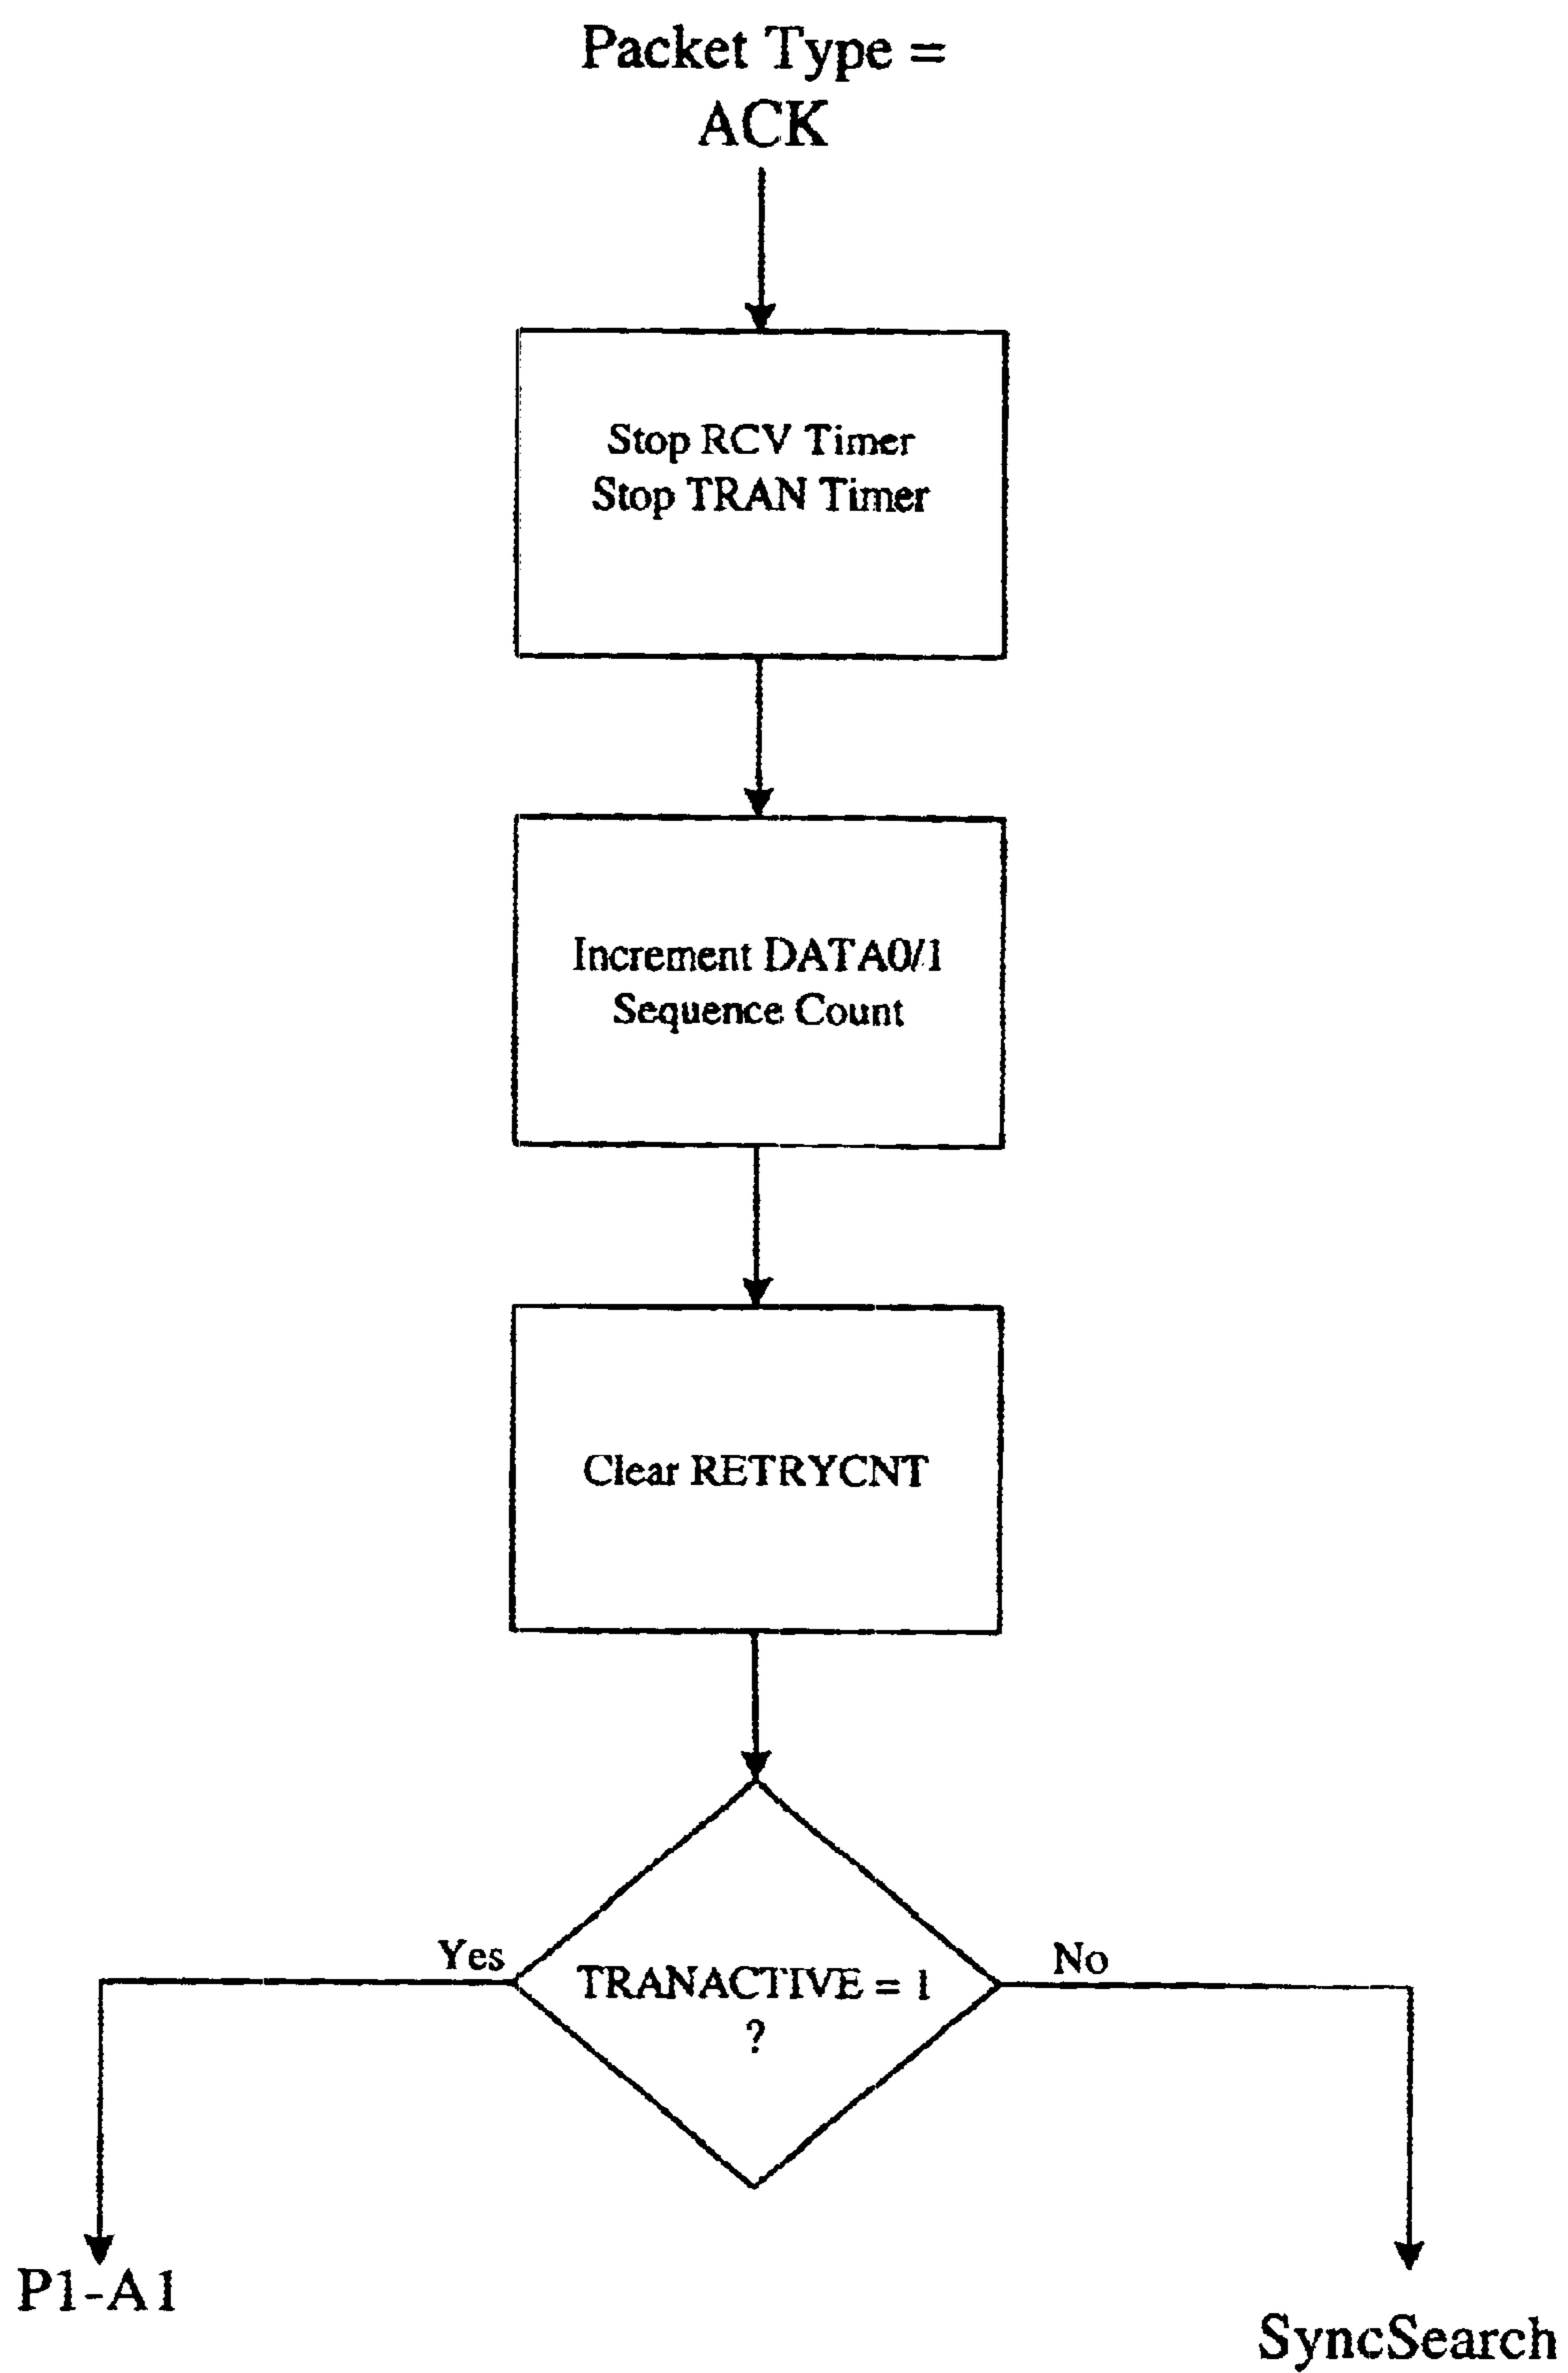 Packet Type =
ACK
Stop RCV Timer
Stop TRAN Timer
Increment DATA0/1
Sequence Count
Clear RETRYCNT
Yes
No
TRANACTIVE = 1
?
P1-A1
SyncSearch